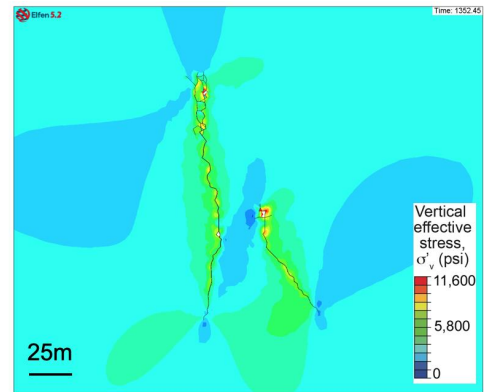 Elfen 5.2
Time: 1352.45
Vertical
effective
stress,
σ'v (psi)
11,600
5,800
0
25m